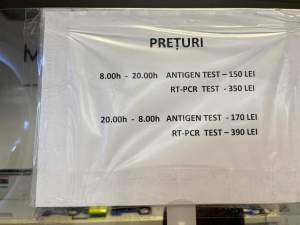 PREȚURI
8.00h - 20.00h ANTIGEN TEST - 150 LEI
RT-PCR TEST - 350 LEI
20.00h - 8.00h ANTIGEN TEST - 170 LEI
RT-PCR TEST - 390 LEI